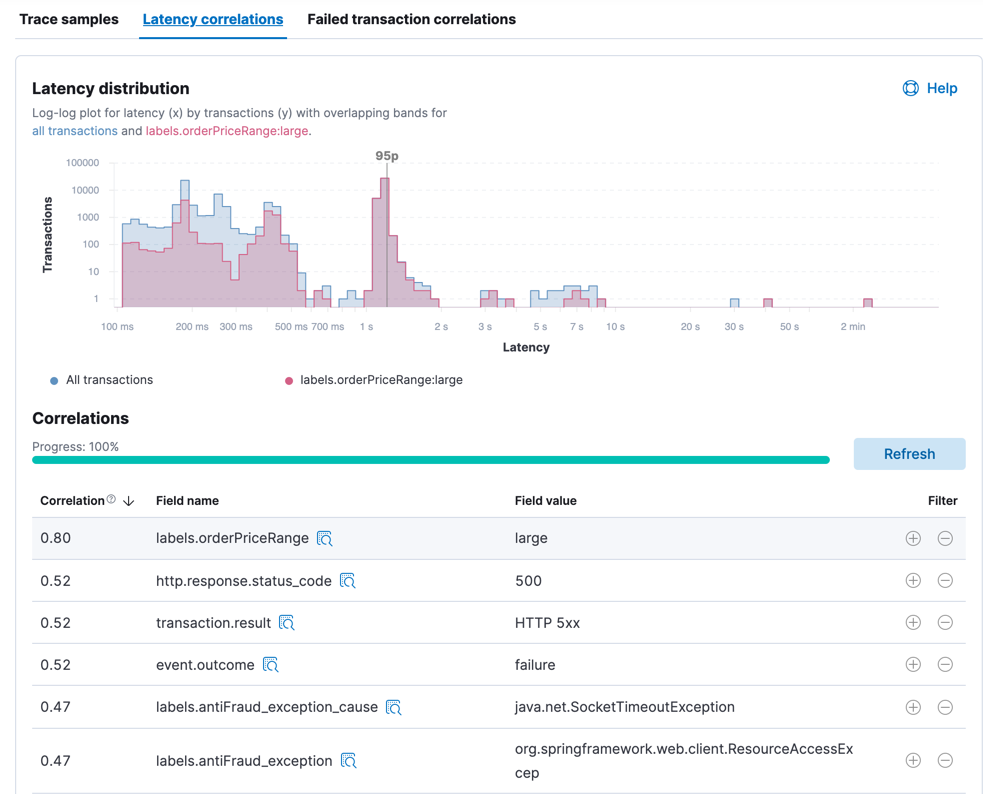 Trace samples Latency correlations Failed transaction correlations
Latency distribution
Help
Log-log plot for latency (x) by transactions (y) with overlapping bands for
all transactions and labels.orderPriceRange:large.
95p
100000
10000
1000
100
10
1
Transactions
100 ms 200 ms 300 ms 500 ms 700 ms 1 s 2 s 3 s 5 s 7 s 10 s 20 s 30 s 50 s 2 min
Latency
All transactions labels.orderPriceRange:large
Correlations
Progress: 100%
Refresh
Correlation Field name Field value Filter
0.80 labels.orderPriceRange large
0.52 http.response.status_code 500
0.52 transaction.result HTTP 5xx
0.52 event.outcome failure
0.47 labels.antiFraud_exception_cause java.net.SocketTimeoutException
0.47 labels.antiFraud_exception org.springframework.web.client.ResourceAccessEx
cep